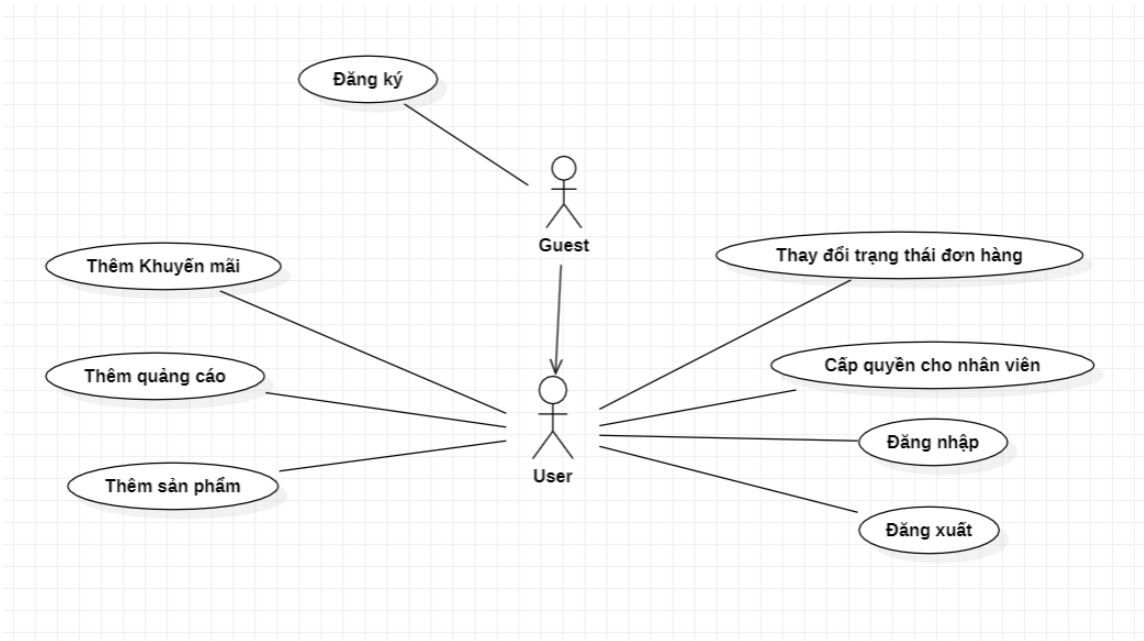 Đăng ký
Guest
Thêm Khuyến mãi
Thay đổi trạng thái đơn hàng
Thêm quảng cáo
Cấp quyền cho nhân viên
Đăng nhập
User
Thêm sản phẩm
Đăng xuất